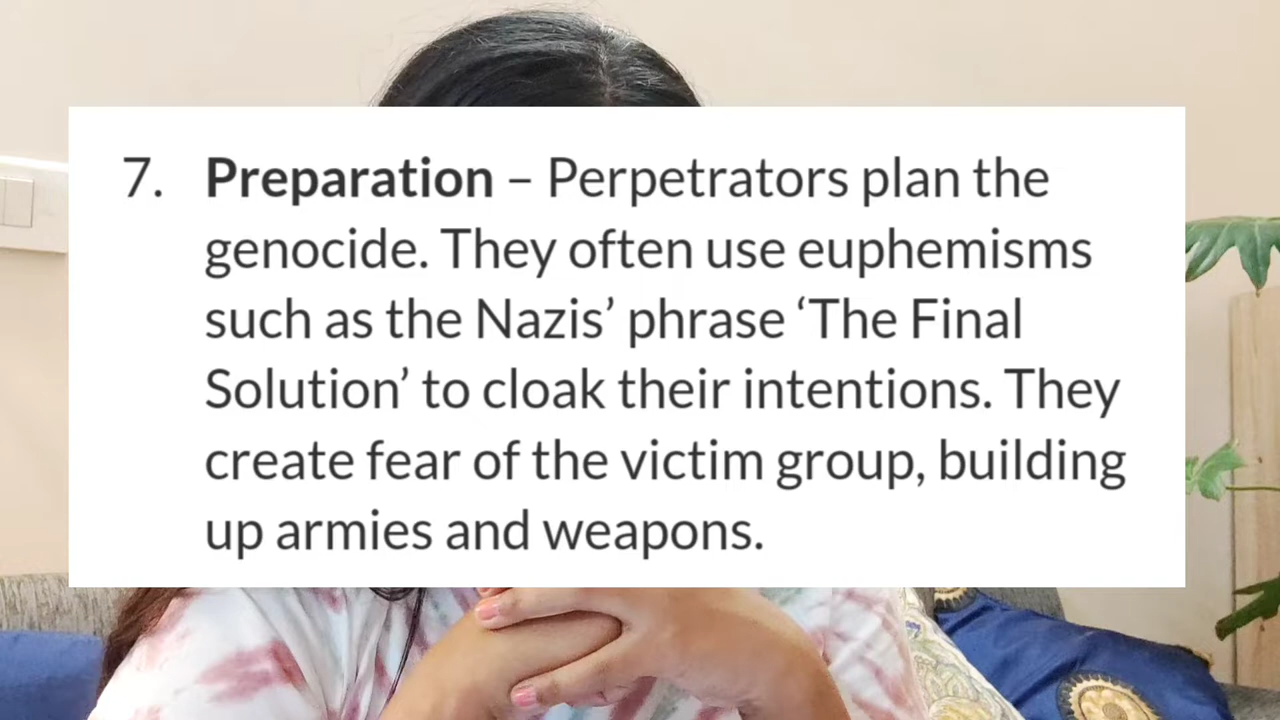 7. Preparation – Perpetrators plan the
genocide. They often use euphemisms
such as the Nazis’ phrase ‘The Final
Solution’ to cloak their intentions. They
create fear of the victim group, building
up armies and weapons.